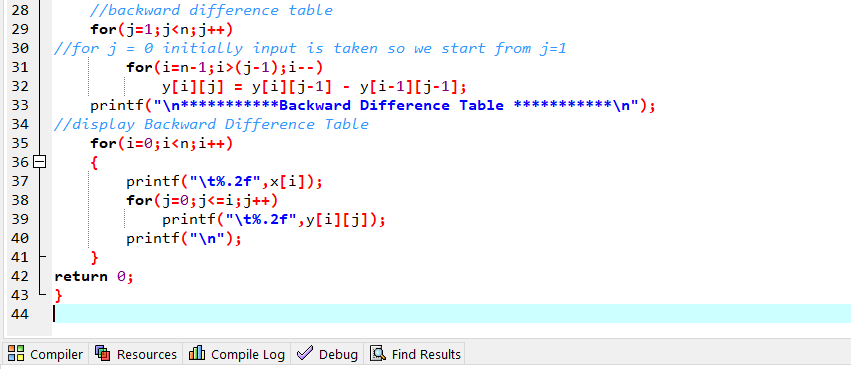 28 //backward difference table
29 for(j=1;j<n;j++)
30 //for j = 0 initially input is taken so we start from j=1
31 for(i=n-1;i>(j-1);i--)
32 y[i][j] = y[i][j-1] - y[i-1][j-1];
33 printf("\n***********Backward Difference Table ***********\n");
34 //display Backward Difference Table
35 for(i=0;i<n;i++)
36 {
37 printf("\t%.2f",x[i]);
38 for(j=0;j<=i;j++)
39 printf("\t%.2f",y[i][j]);
40 printf("\n");
41 }
42 return 0;
43 }
44
Compiler Resources Compile Log Debug Find Results